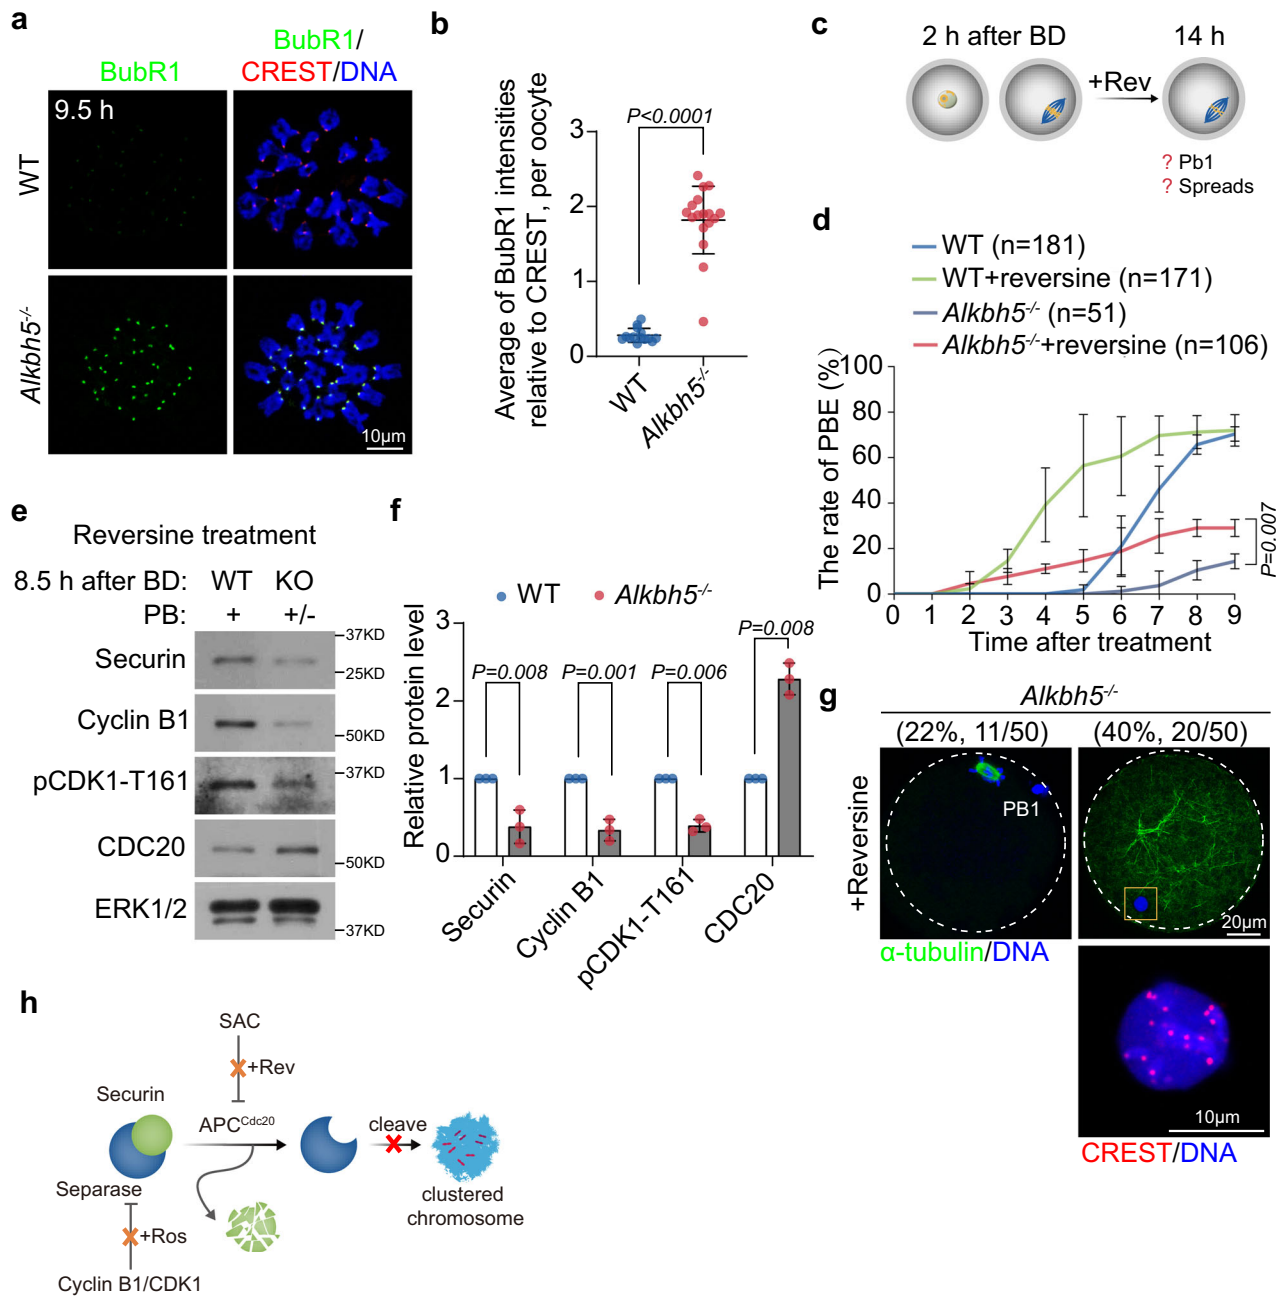 a
BubR1
BubR1/
CREST/DNA
9.5 h
WT
Alkbh5-/-
10μm
b
Average of BubR1 intensities
relative to CREST, per oocyte
P<0.0001
3
2
1
0
WT
Alkbh5-/-
c
2 h after BD
14 h
+Rev
? Pb1
? Spreads
d
WT (n=181)
WT+reversine (n=171)
Alkbh5-/- (n=51)
Alkbh5-/-+reversine (n=106)
The rate of PBE (%)
100
80
60
40
20
0
0 1 2 3 4 5 6 7 8 9
Time after treatment
P=0.007
e
Reversine treatment
8.5 h after BD: WT KO
PB: + +/-
Securin
37KD
25KD
Cyclin B1
50KD
pCDK1-T161
37KD
CDC20
50KD
ERK1/2
37KD
f
WT Alkbh5-/-
Relative protein level
3
2
1
0
P=0.008
P=0.001
P=0.006
P=0.008
Securin
Cyclin B1
pCDK1-T161
CDC20
g
Alkbh5-/-
(22%, 11/50) (40%, 20/50)
+Reversine
PB1
20μm
α-tubulin/DNA
10μm
CREST/DNA
h
SAC
+Rev
Securin
APCCdc20
cleave
Separase
clustered
chromosome
+Ros
Cyclin B1/CDK1